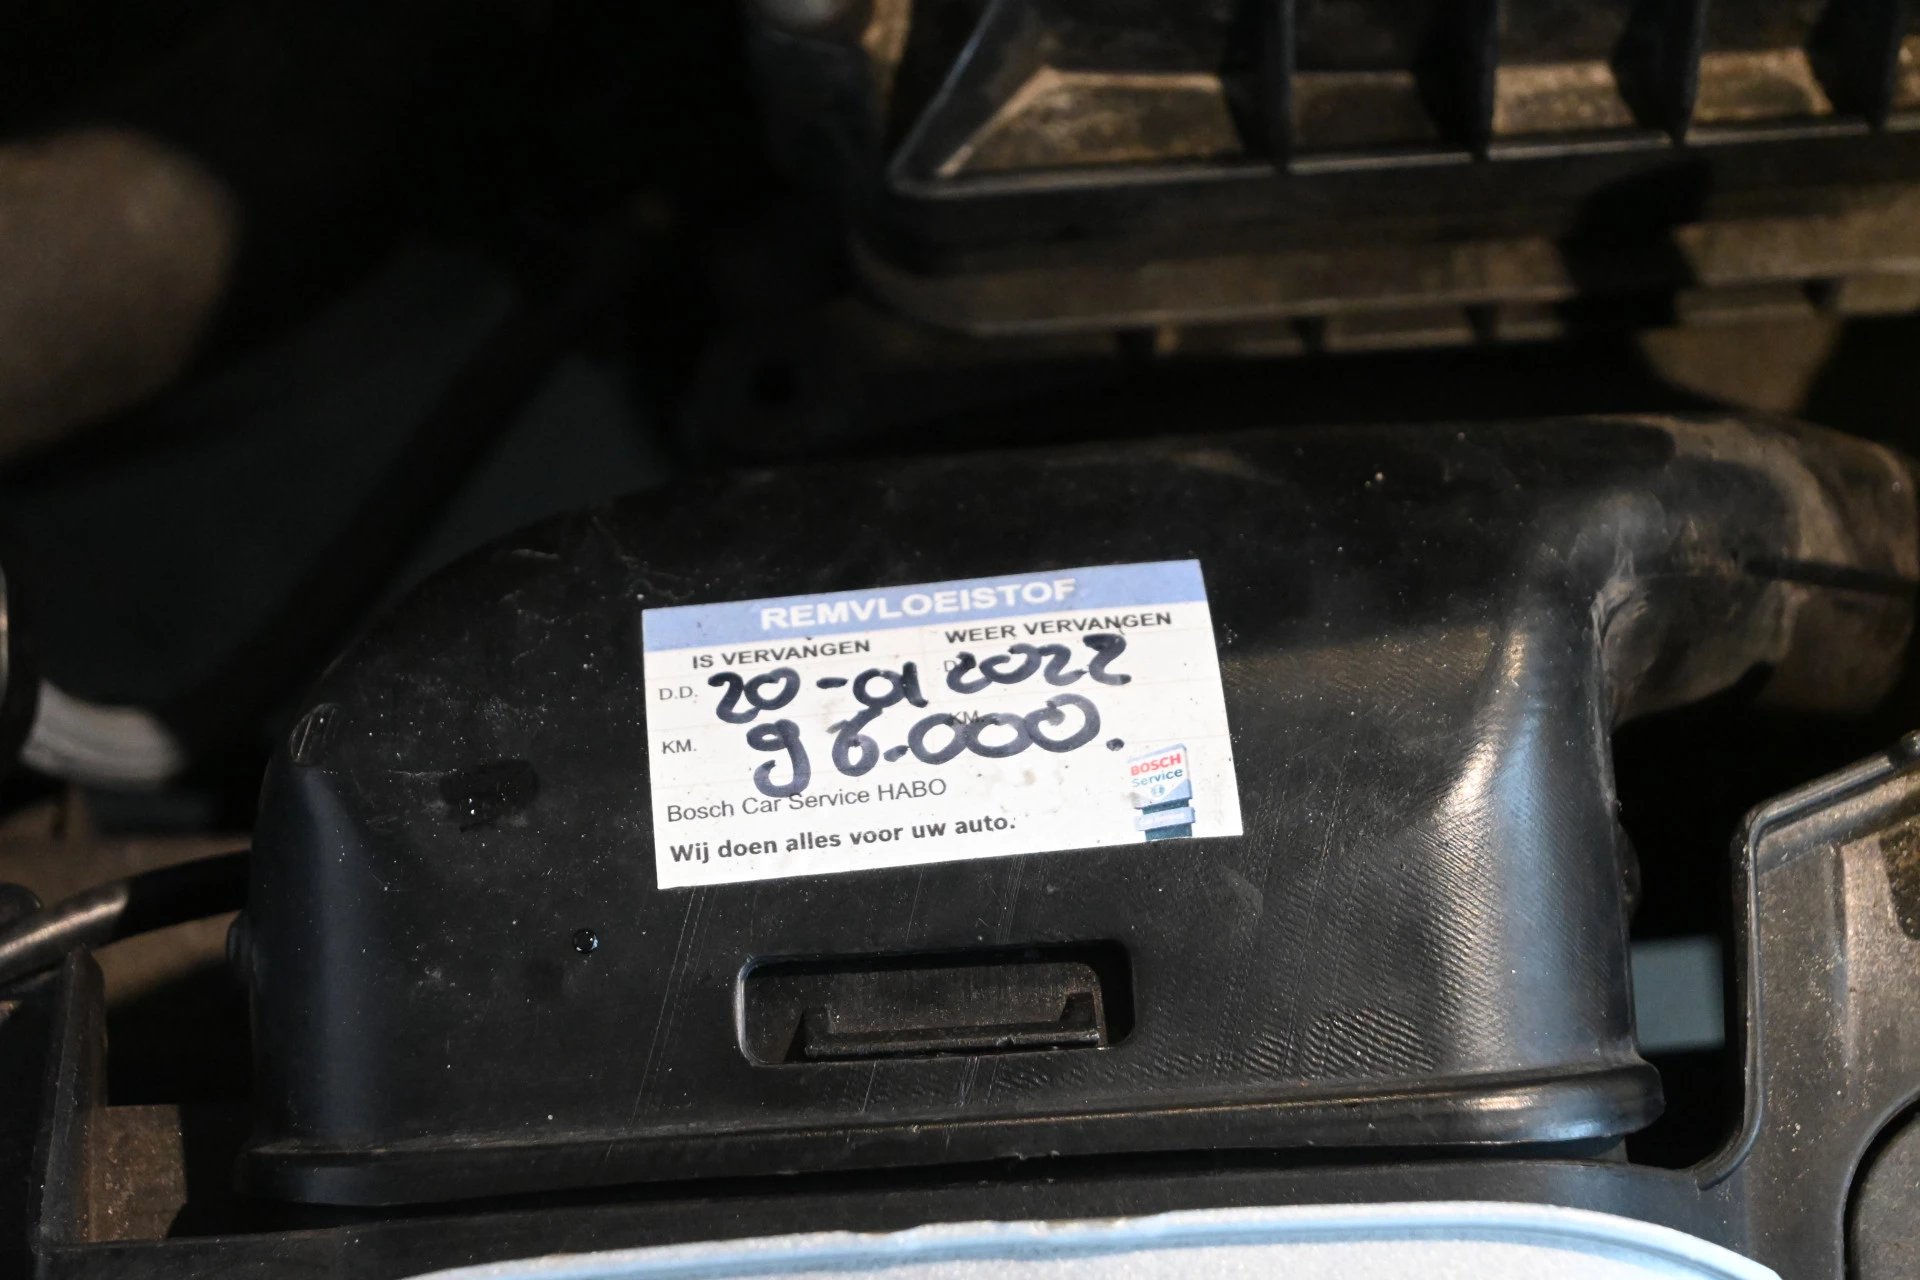 REMVLOEISTOF
IS VERVANGEN WEER VERVANGEN
D.D. 20-01 2022
KM. 96.000.
KM.
Bosch Car Service HABO
BOSCH
Service
Wij doen alles voor uw auto.